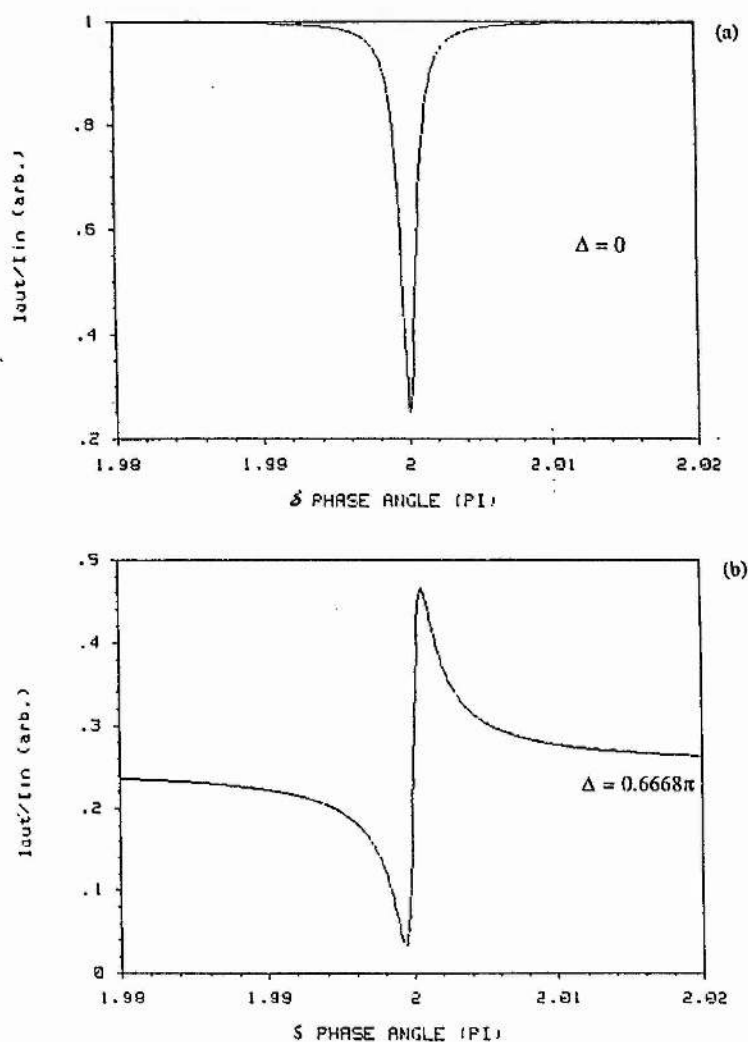 (a)
1
.8
.6
.4
.2
Iout/Iin (arb.)
Δ = 0
1.98
1.99
2
2.01
2.02
δ PHASE ANGLE (PI)
(b)
.5
.4
.3
.2
.1
0
Iout/Iin (arb.)
Δ = 0.6668π
1.98
1.99
2
2.01
2.02
δ PHASE ANGLE (PI)